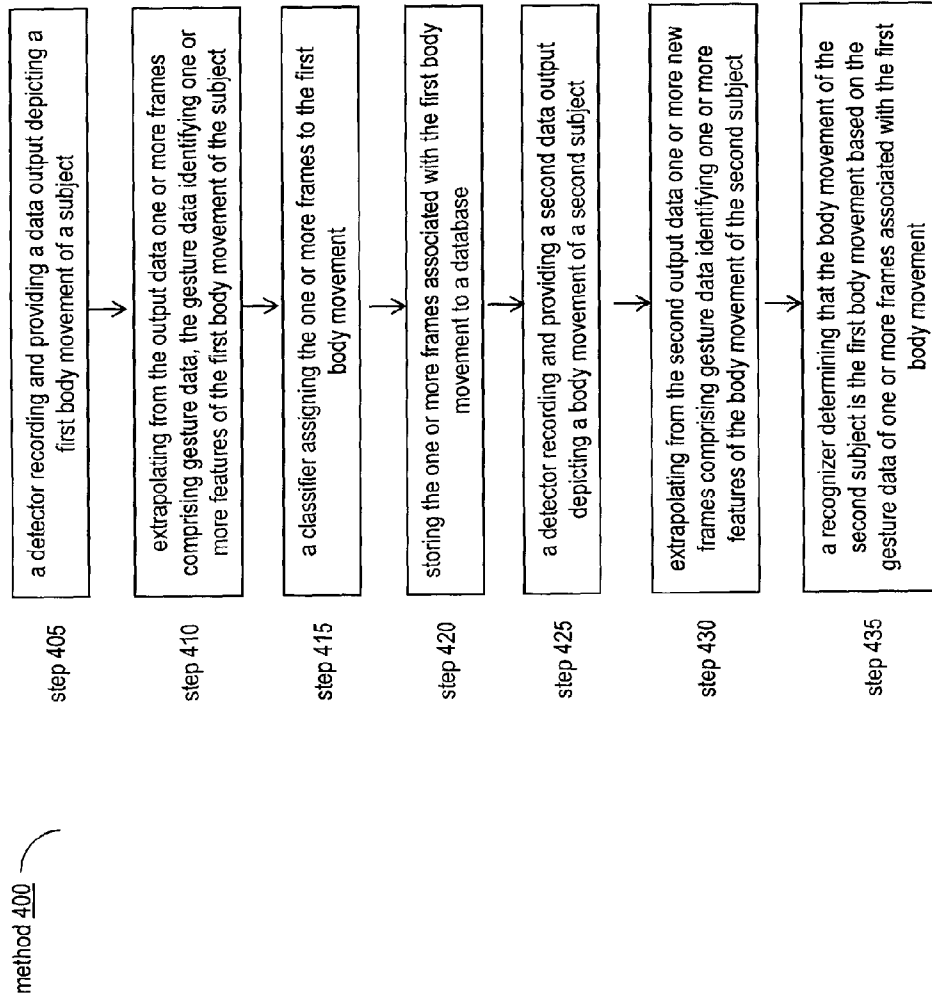 method 400
step 405
a detector recording and providing a data output depicting a
first body movement of a subject
step 410
extrapolating from the output data one or more frames
comprising gesture data, the gesture data identifying one or
more features of the first body movement of the subject
step 415
a classifier assigning the one or more frames to the first
body movement
step 420
storing the one or more frames associated with the first body
movement to a database
step 425
a detector recording and providing a second data output
depicting a body movement of a second subject
step 430
extrapolating from the second output data one or more new
frames comprising gesture data identifying one or more
features of the body movement of the second subject
step 435
a recognizer determining that the body movement of the
second subject is the first body movement based on the
gesture data of one or more frames associated with the first
body movement